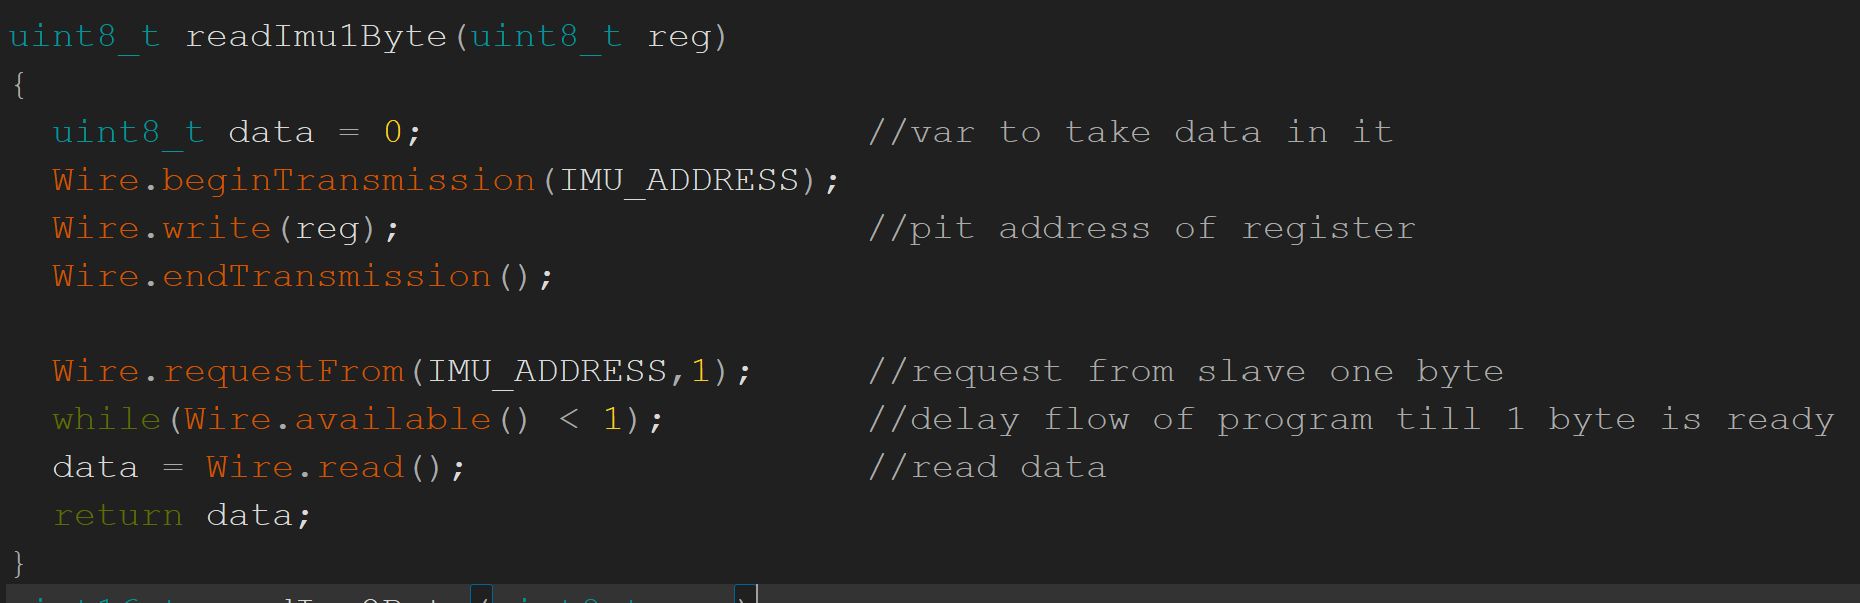 uint8_t readImu1Byte(uint8_t reg)
{
  uint8_t data = 0;                     //var to take data in it
  Wire.beginTransmission(IMU_ADDRESS);
  Wire.write(reg);                      //pit address of register
  Wire.endTransmission();
  Wire.requestFrom(IMU_ADDRESS,1);      //request from slave one byte
  while(Wire.available() < 1);          //delay flow of program till 1 byte is ready
  data = Wire.read();                   //read data
  return data;
}